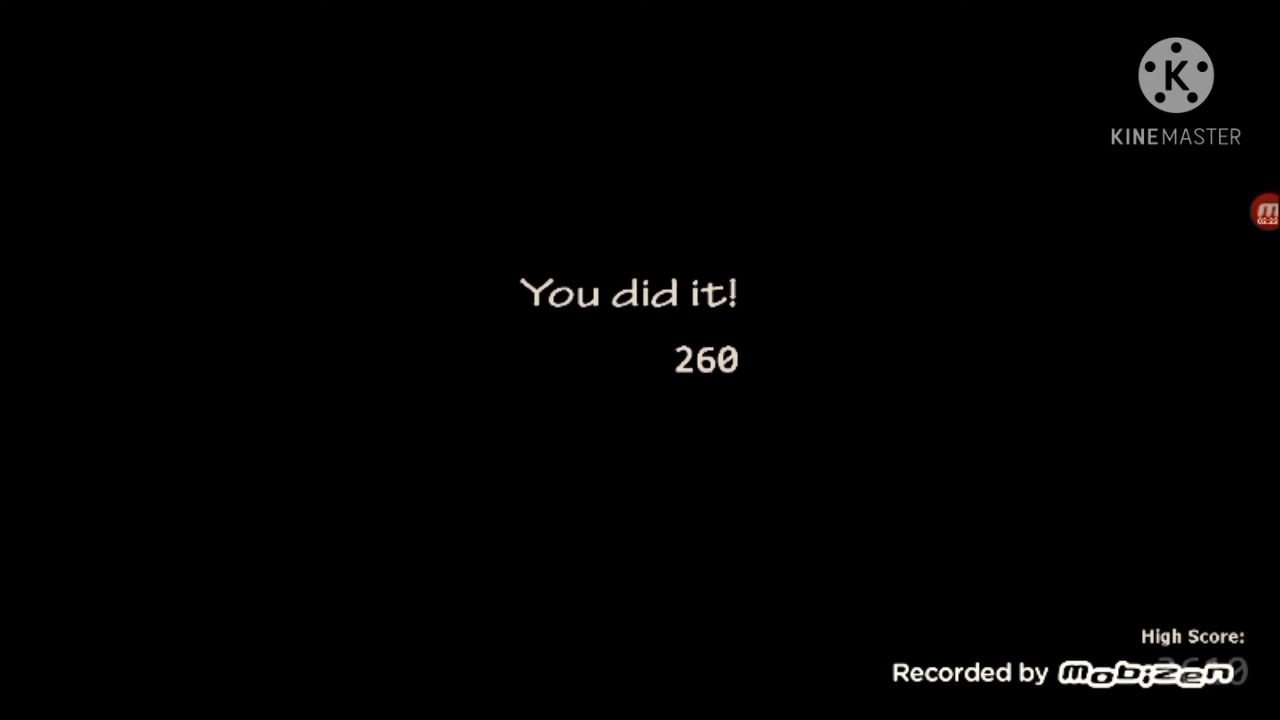 K
KINEMASTER
You did it!
260
High Score:
Recorded by mobizen